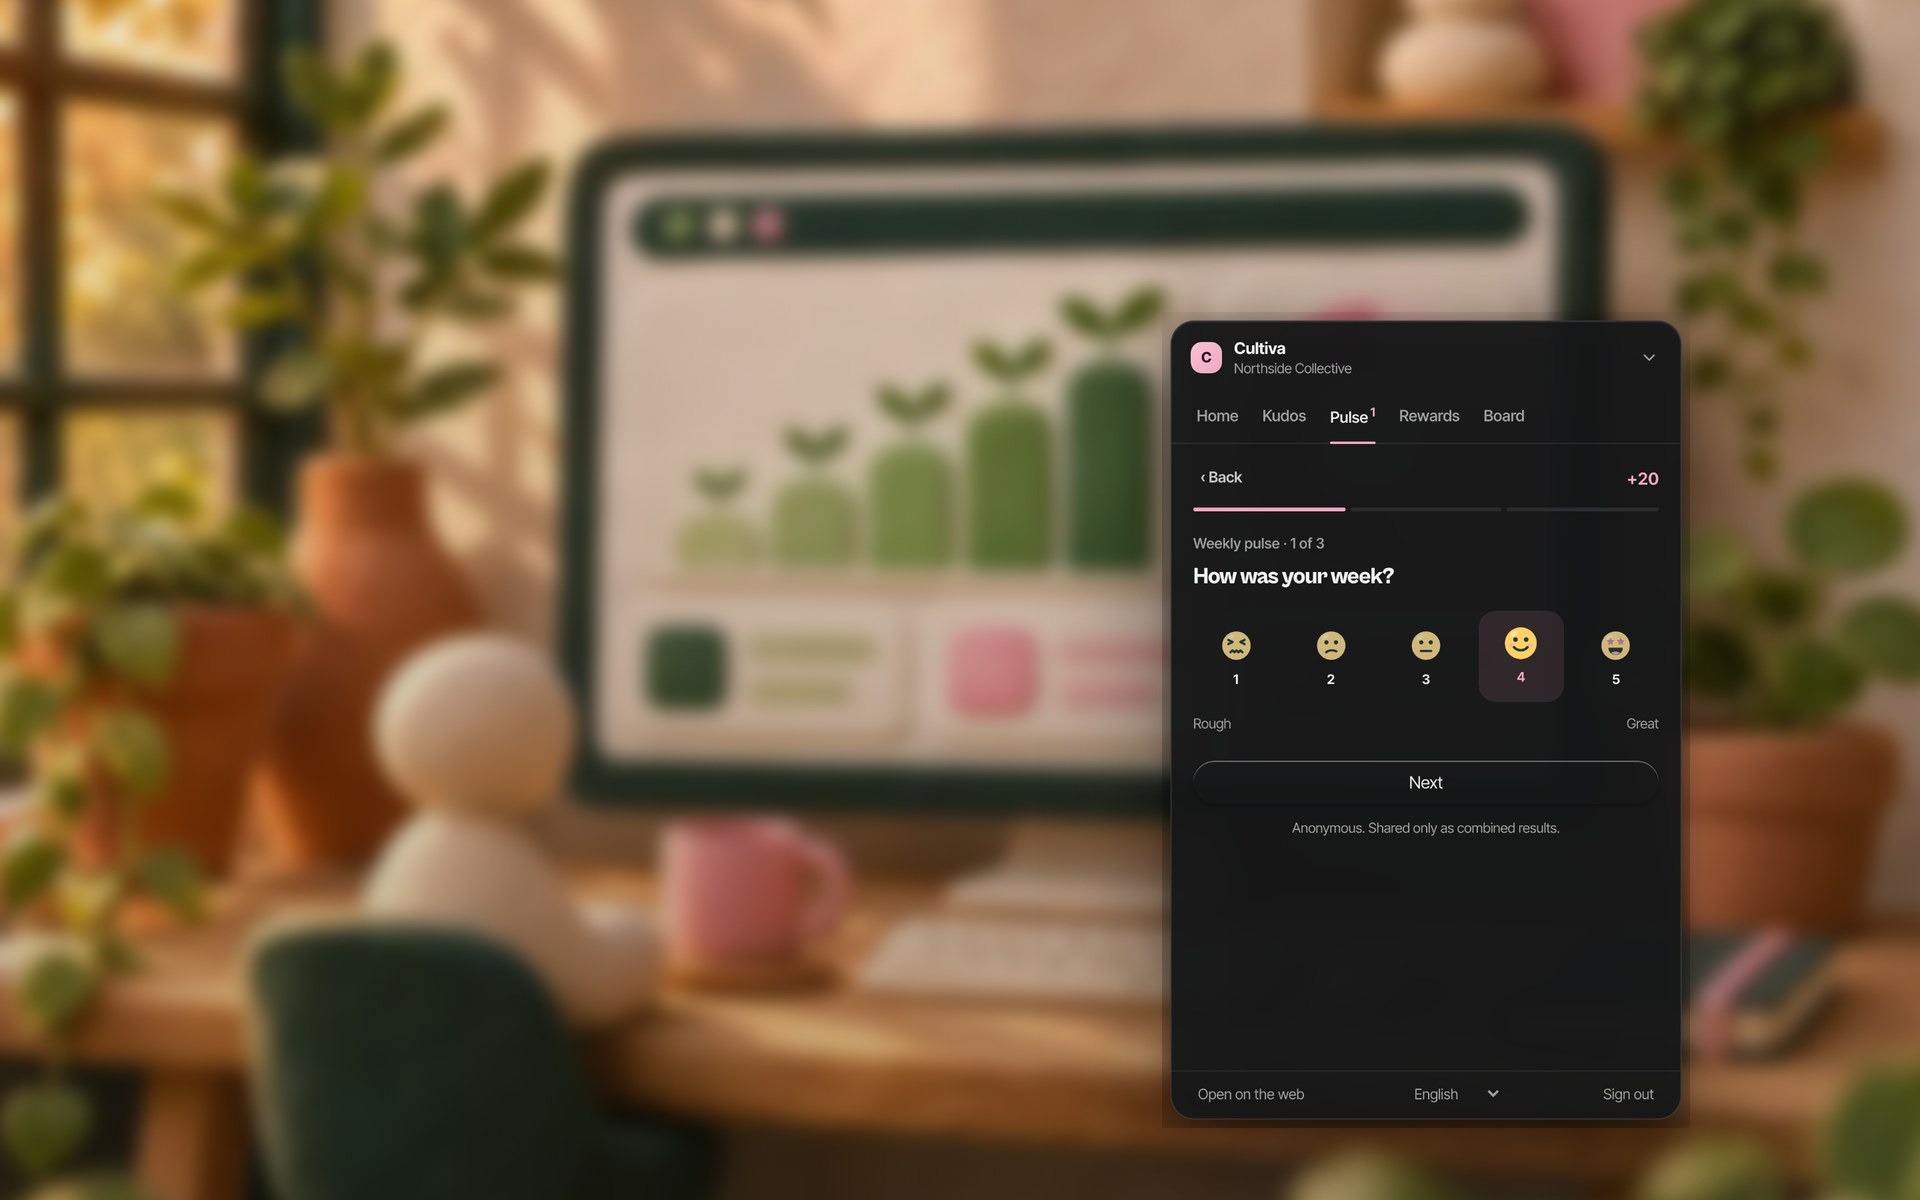 C
Cultiva
Northside Collective
Home Kudos Pulse 1 Rewards Board
‹ Back +20
Weekly pulse · 1 of 3
How was your week?
1 2 3 4 5
Rough Great
Next
Anonymous. Shared only as combined results.
Open on the web English Sign out